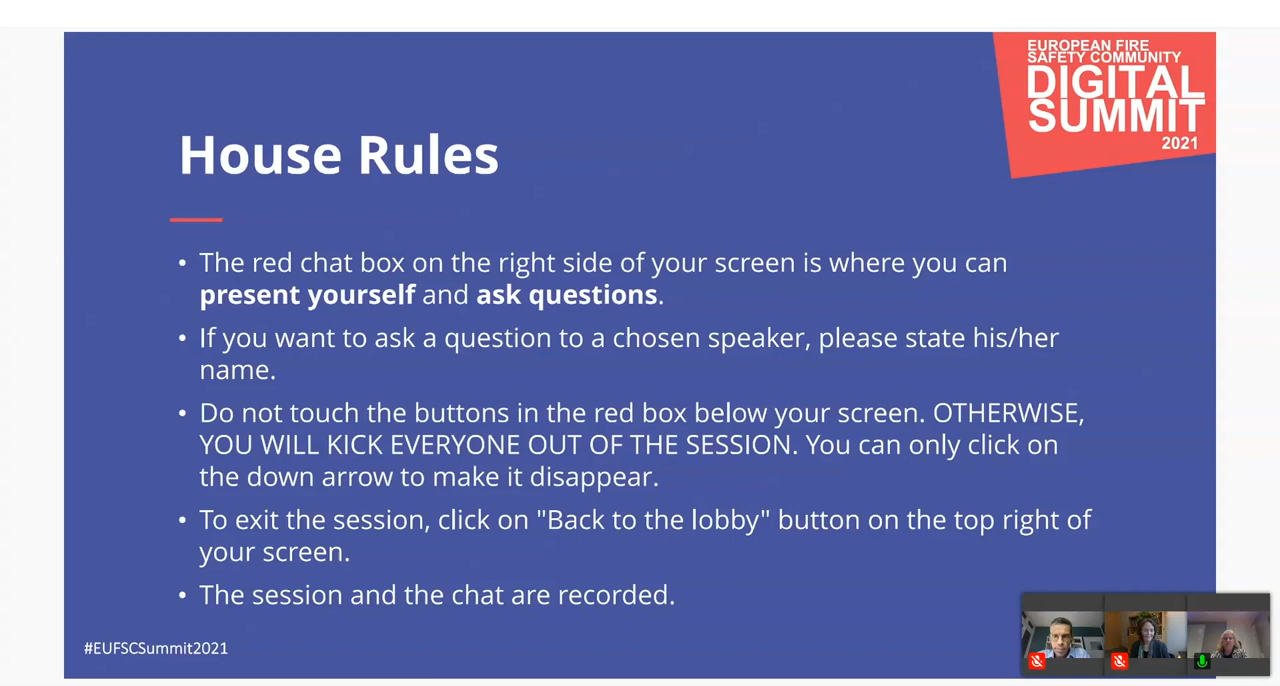 EUROPEAN FIRE
SAFETY COMMUNITY
DIGITAL
SUMMIT
2021
House Rules
• The red chat box on the right side of your screen is where you can
present yourself and ask questions.
• If you want to ask a question to a chosen speaker, please state his/her
name.
• Do not touch the buttons in the red box below your screen. OTHERWISE,
YOU WILL KICK EVERYONE OUT OF THE SESSION. You can only click on
the down arrow to make it disappear.
• To exit the session, click on "Back to the lobby" button on the top right of
your screen.
• The session and the chat are recorded.
#EUFSCSummit2021